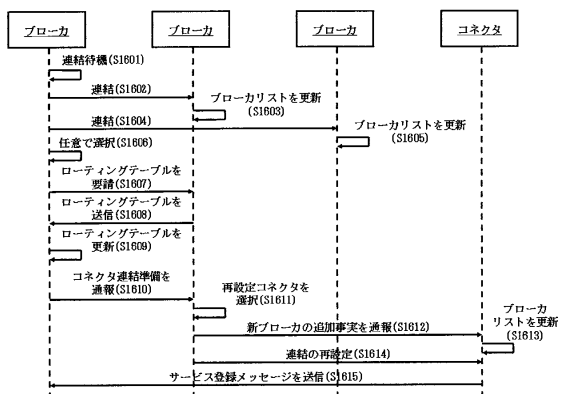 ブローカ
ブローカ
ブローカ
コネクタ
連結待機(S1601)
連結(S1602)
ブローカリストを更新
(S1603)
連結(S1604)
ブローカリストを更新
(S1605)
任意で選択(S1606)
ローティングテーブルを
要請(S1607)
ローティングテーブルを
送信(S1608)
ローティングテーブルを
更新(S1609)
コネクタ連結準備を
通報(S1610)
再設定コネクタを
選択(S1611)
新ブローカの追加事実を通報(S1612)
ブローカ
リストを更新
(S1613)
連結の再設定(S1614)
サービス登録メッセージを送信(S1615)